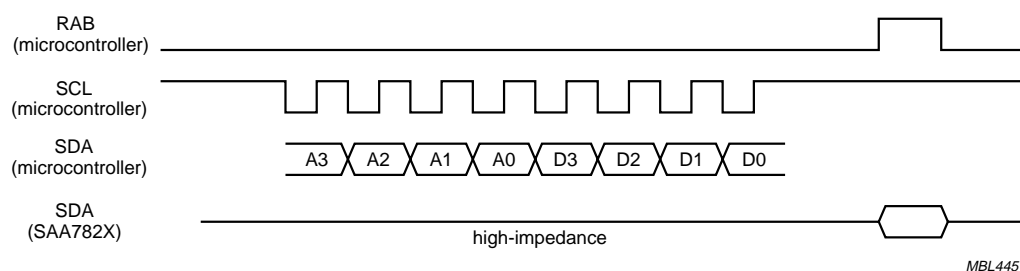 RAB
(microcontroller)
SCL
(microcontroller)
SDA
(microcontroller)
A3 A2 A1 A0 D3 D2 D1 D0
SDA
(SAA782X)
high-impedance
MBL445